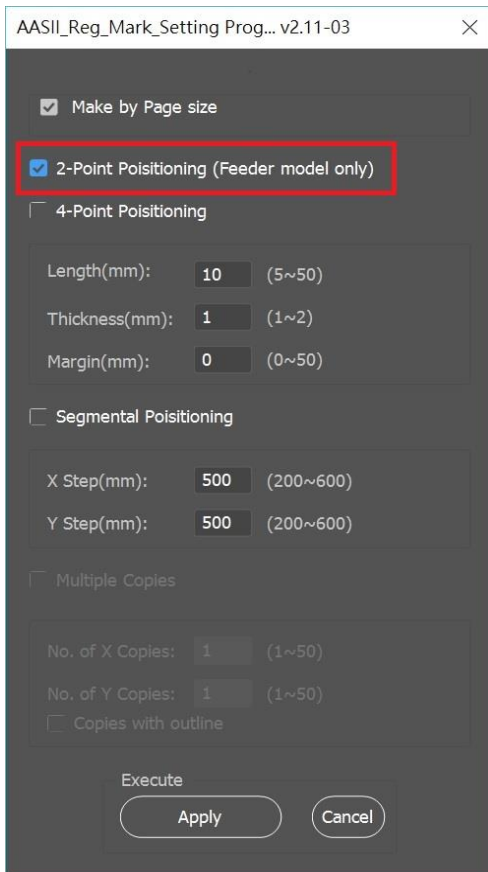 AASII_Reg_Mark_Setting Prog... v2.11-03
Make by Page size
2-Point Poisitioning (Feeder model only)
4-Point Poisitioning
Length(mm): 10 (5~50)
Thickness(mm): 1 (1~2)
Margin(mm): 0 (0~50)
Segmental Poisitioning
X Step(mm): 500 (200~600)
Y Step(mm): 500 (200~600)
Multiple Copies
No. of X Copies: 1 (1~50)
No. of Y Copies: 1 (1~50)
Copies with outline
Execute
Apply Cancel